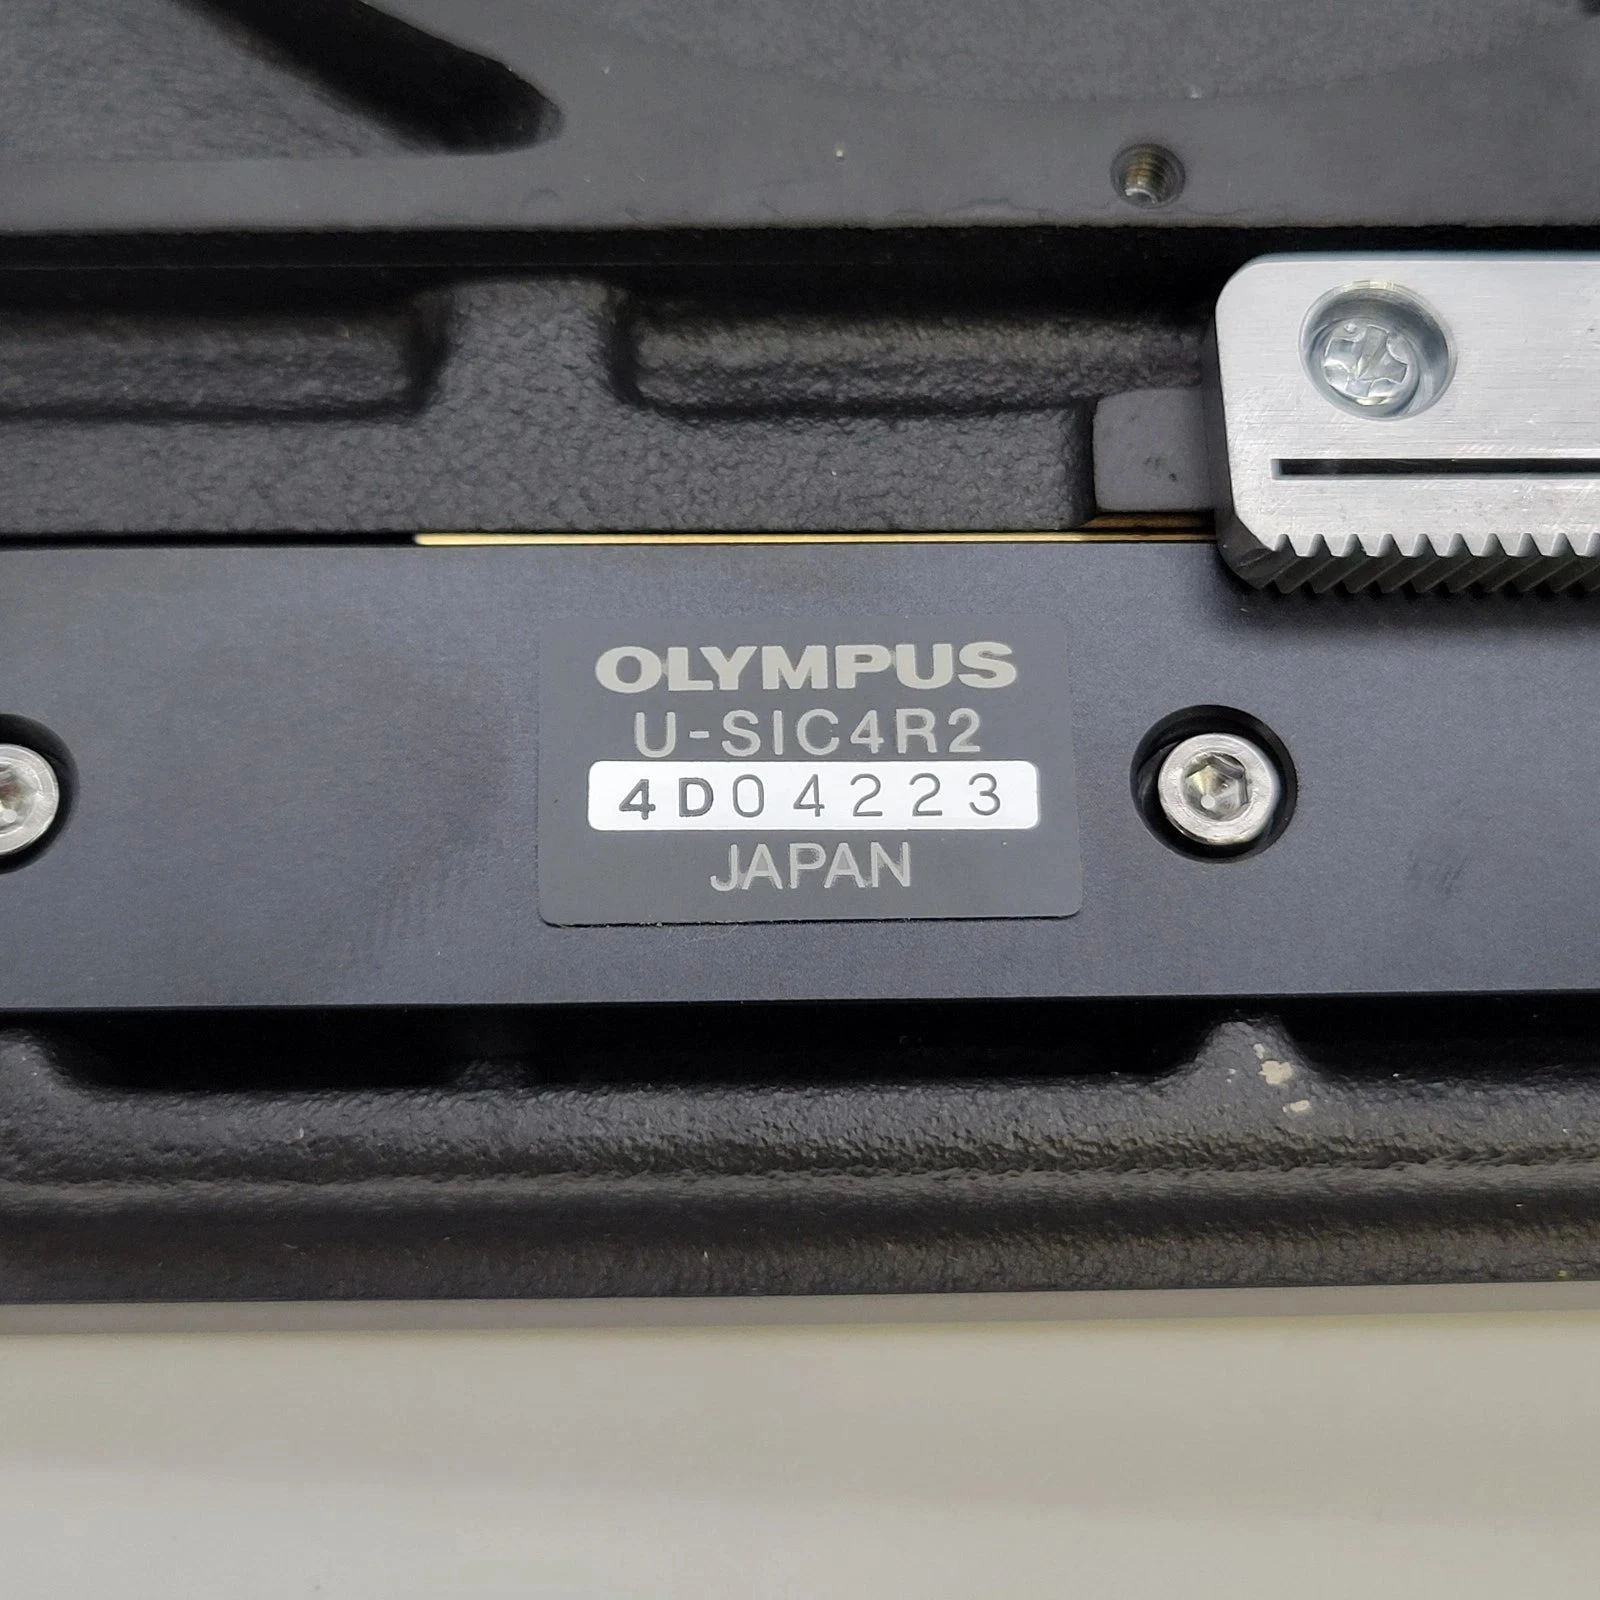 OLYMPUS
U-SIC4R2
4D04223
JAPAN